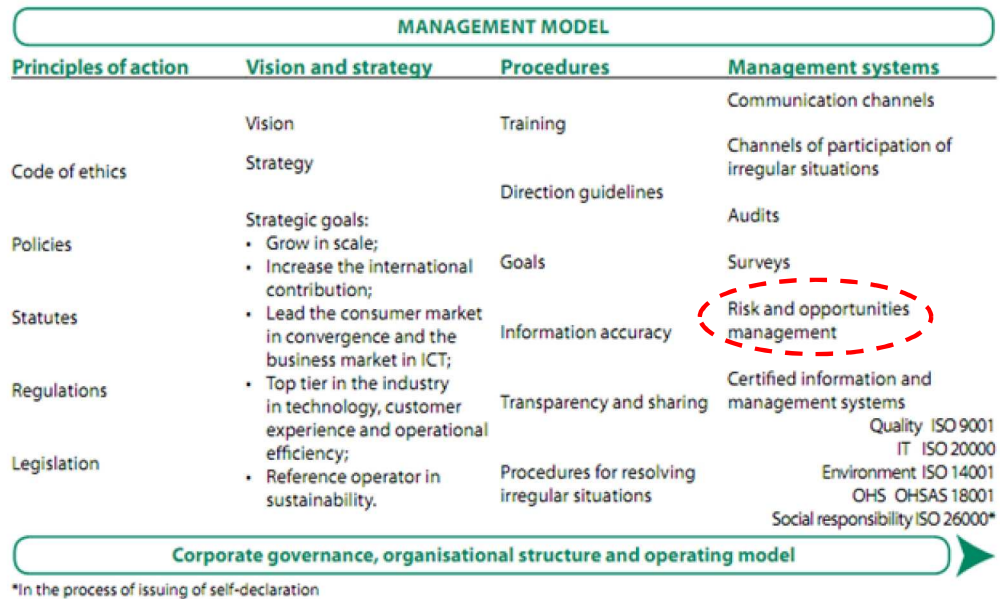 MANAGEMENT MODEL
Principles of action
Code of ethics
Policies
Statutes
Regulations
Legislation
Vision and strategy
Vision
Strategy
Strategic goals:
• Grow in scale;
• Increase the international
contribution;
• Lead the consumer market
in convergence and the
business market in ICT;
• Top tier in the industry
in technology, customer
experience and operational
efficiency;
• Reference operator in
sustainability.
Procedures
Training
Direction guidelines
Goals
Information accuracy
Transparency and sharing
Procedures for resolving
irregular situations
Management systems
Communication channels
Channels of participation of
irregular situations
Audits
Surveys
Risk and opportunities
management
Certified information and
management systems
Quality ISO 9001
IT ISO 20000
Environment ISO 14001
OHS OHSAS 18001
Social responsibility ISO 26000*
Corporate governance, organisational structure and operating model
*In the process of issuing of self-declaration